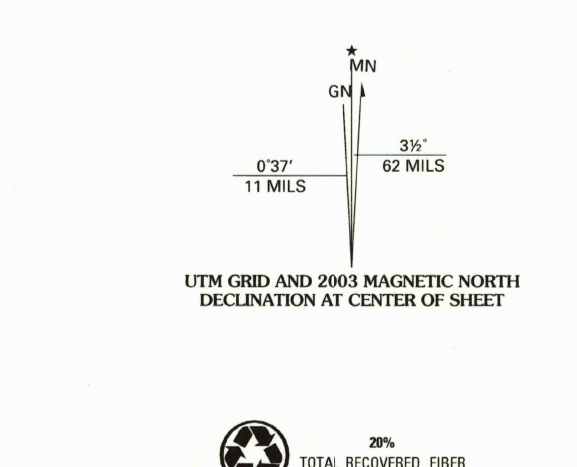 ★
MN
GN
3½°
62 MILS
0°37′
11 MILS
UTM GRID AND 2003 MAGNETIC NORTH
DECLINATION AT CENTER OF SHEET
20%
TOTAL RECOVERED FIBER